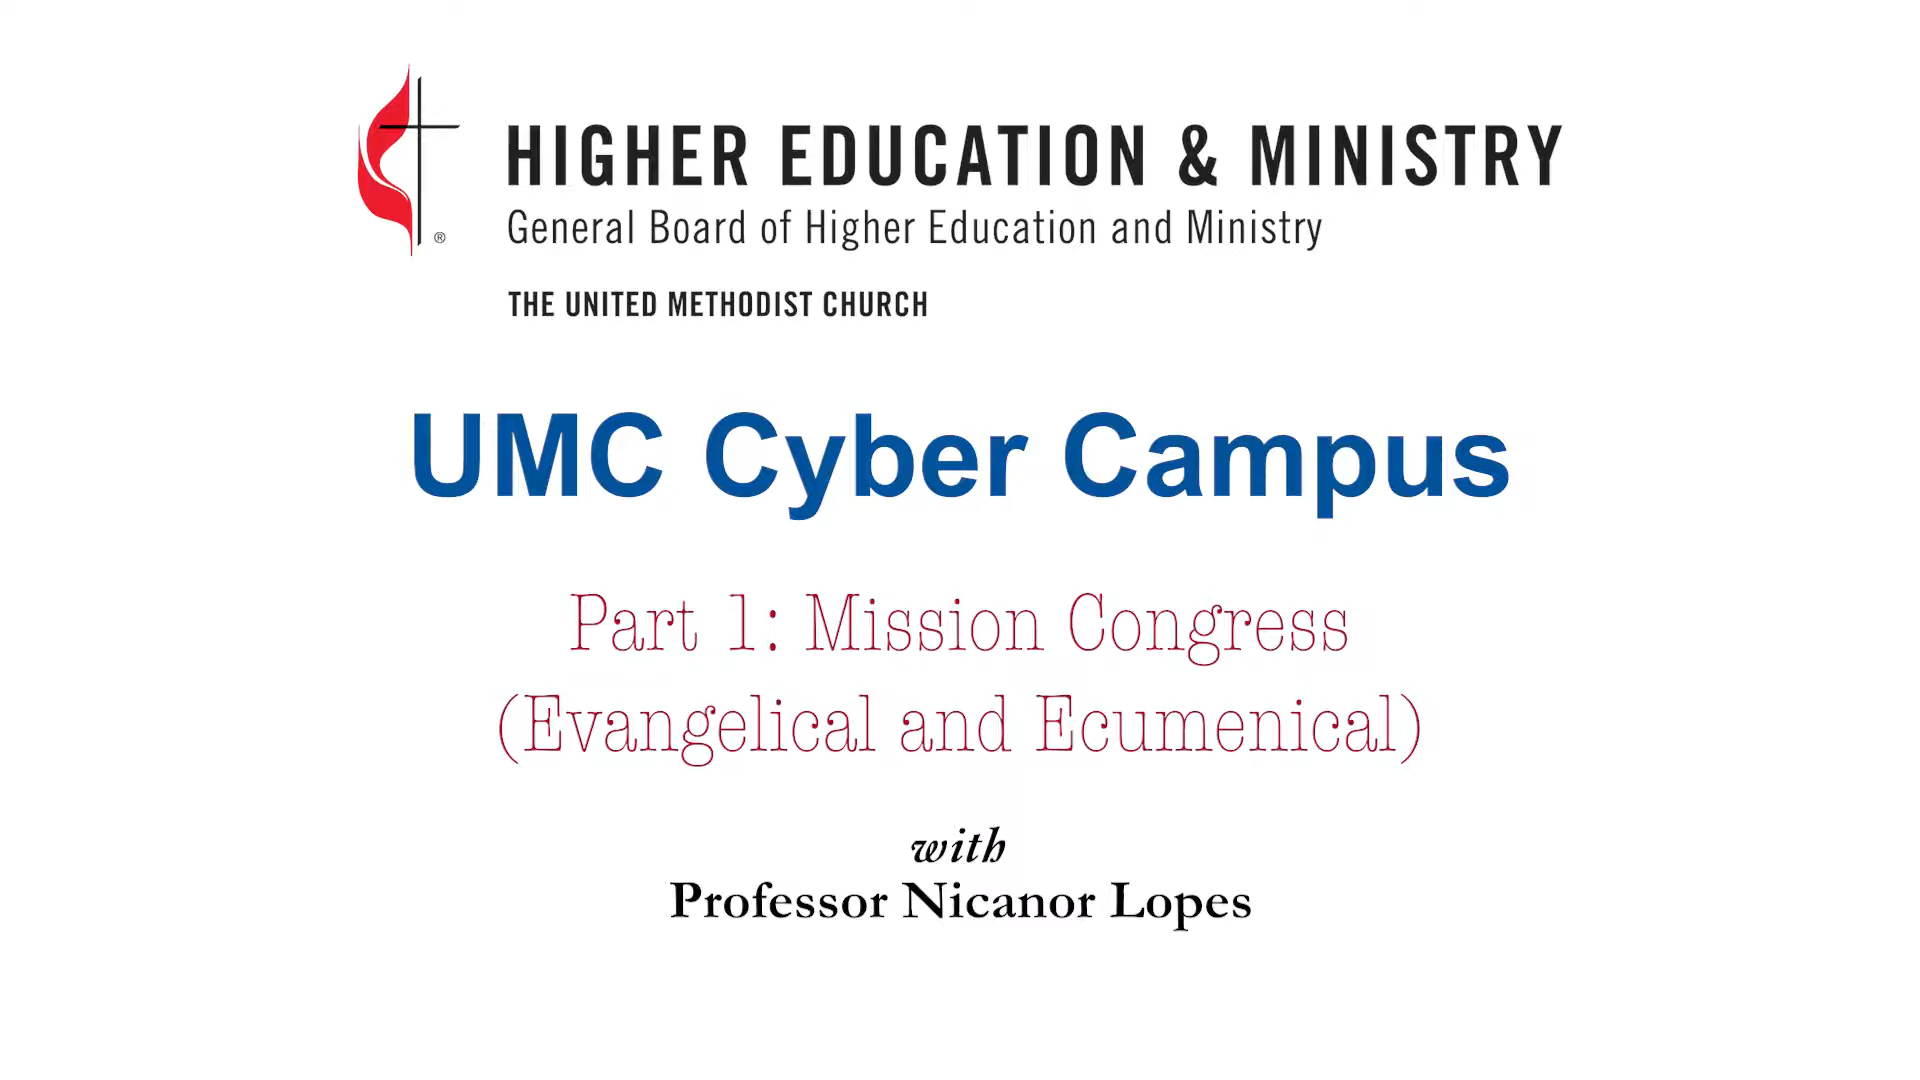 HIGHER EDUCATION & MINISTRY
General Board of Higher Education and Ministry
®
THE UNITED METHODIST CHURCH
UMC Cyber Campus
Part 1: Mission Congress
(Evangelical and Ecumenical)
with
Professor Nicanor Lopes